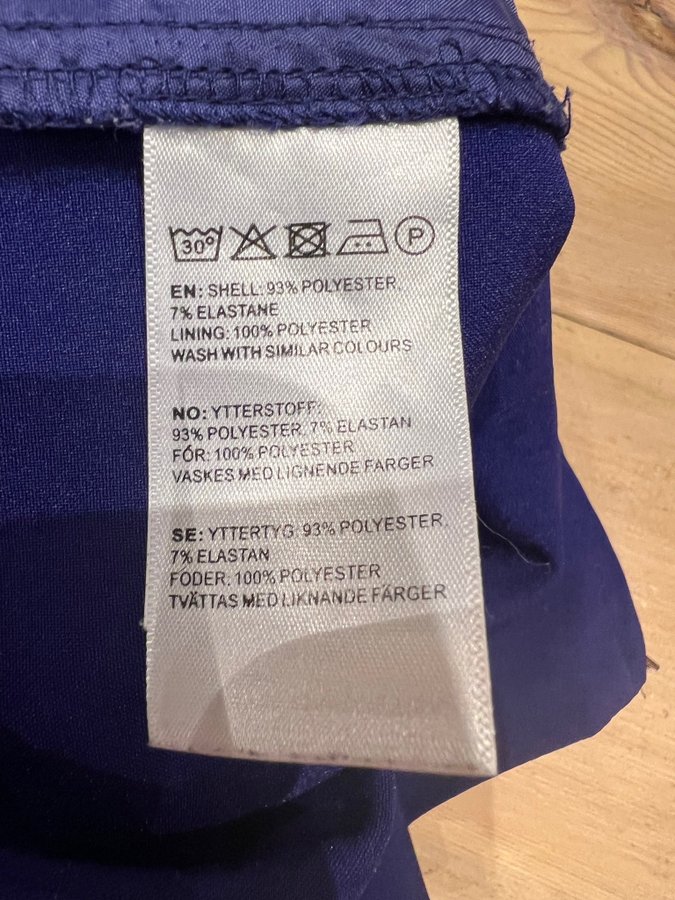 30°
P
EN: SHELL: 93% POLYESTER,
7% ELASTANE
LINING: 100% POLYESTER
WASH WITH SIMILAR COLOURS
NO: YTTERSTOFF:
93% POLYESTER, 7% ELASTAN
FÓR: 100% POLYESTER
VASKES MED LIGNENDE FARGER
SE: YTTERTYG: 93% POLYESTER,
7% ELASTAN
FODER: 100% POLYESTER
TVÄTTAS MED LIKNANDE FÄRGER